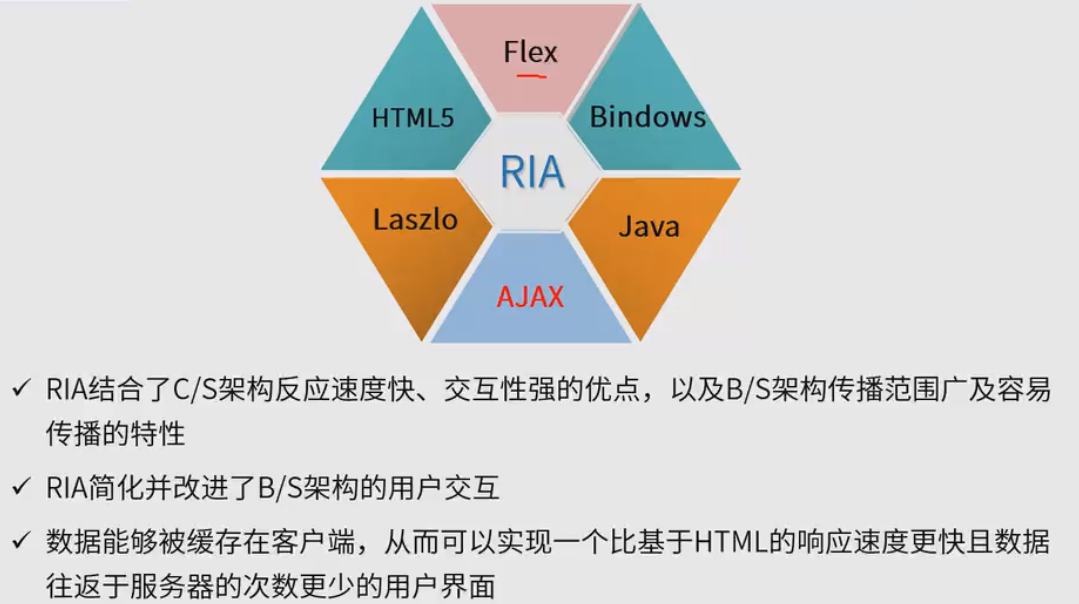 Flex
HTML5
Bindows
RIA
Laszlo
Java
AJAX
✓ RIA结合了C/S架构反应速度快、交互性强的优点，以及B/S架构传播范围广及容易
传播的特性
✓ RIA简化并改进了B/S架构的用户交互
✓ 数据能够被缓存在客户端，从而可以实现一个比基于HTML的响应速度更快且数据
往返于服务器的次数更少的用户界面